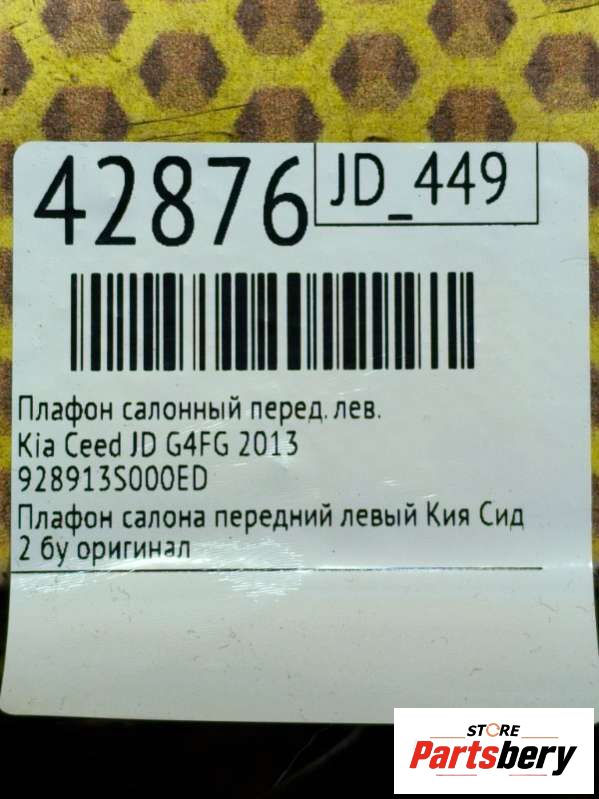 42876
JD_449
Плафон салонный перед. лев.
Kia Ceed JD G4FG 2013
928913S000ED
Плафон салона передний левый Кия Сид
2 бу оригинал
STORE
Partsbery